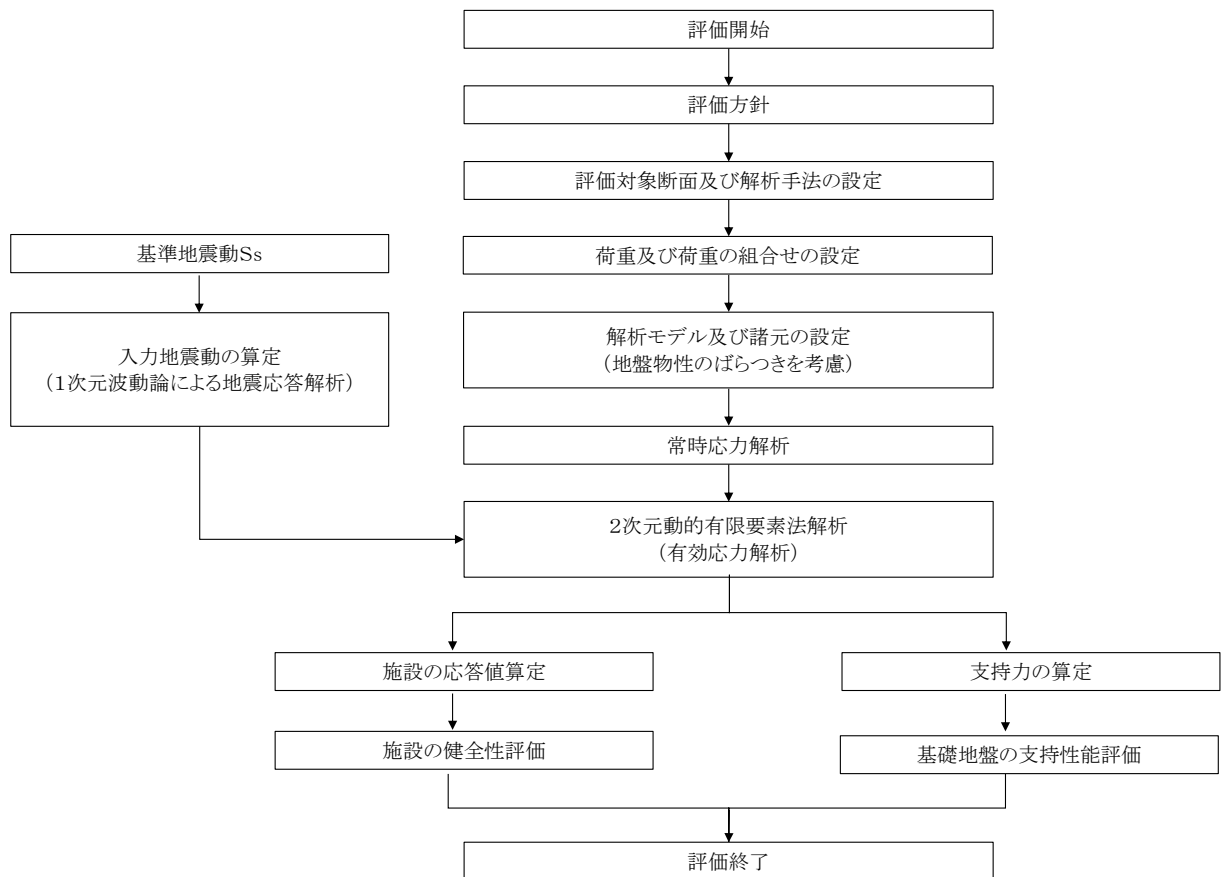 評価開始
評価方針
評価対象断面及び解析手法の設定
荷重及び荷重の組合せの設定
基準地震動Ss
入力地震動の算定
(1次元波動論による地震応答解析)
解析モデル及び諸元の設定
(地盤物性のばらつきを考慮)
常時応力解析
2次元動的有限要素法解析
(有効応力解析)
施設の応答値算定
支持力の算定
施設の健全性評価
基礎地盤の支持性能評価
評価終了